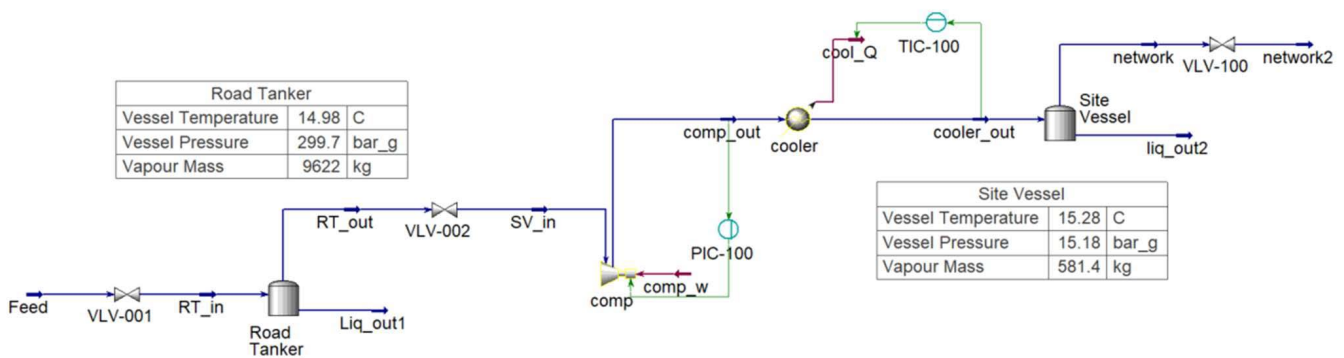 cool_Q
TIC-100
network
VLV-100
network2
Road Tanker
Vessel Temperature 14.98 C
Vessel Pressure 299.7 bar_g
Vapour Mass 9622 kg
comp_out
cooler
cooler_out
Site
Vessel
liq_out2
RT_out
VLV-002
SV_in
PIC-100
Site Vessel
Vessel Temperature 15.28 C
Vessel Pressure 15.18 bar_g
Vapour Mass 581.4 kg
Feed
VLV-001
RT_in
Road
Tanker
Liq_out1
comp
comp_w